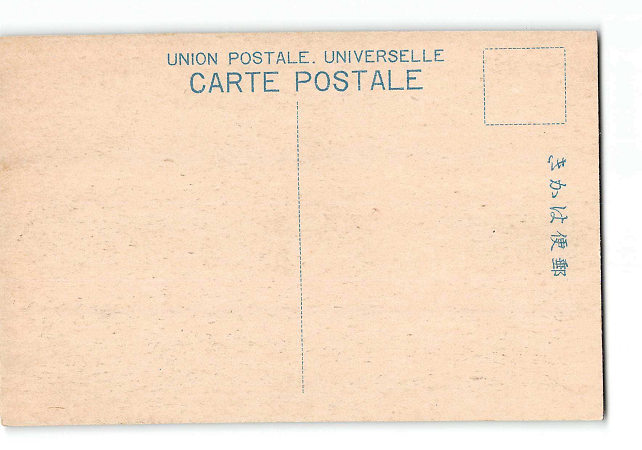 UNION POSTALE. UNIVERSELLE
CARTE POSTALE
きかは便郵